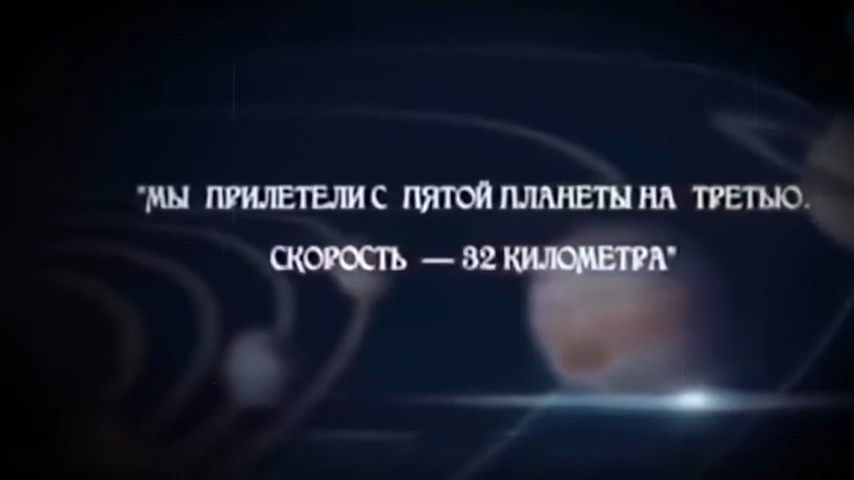 "МЫ ПРИЛЕТЕЛИ С ПЯТОЙ ПЛАНЕТЫ НА ТРЕТЬЮ.
СКОРОСТЬ — 32 КИЛОМЕТРА"